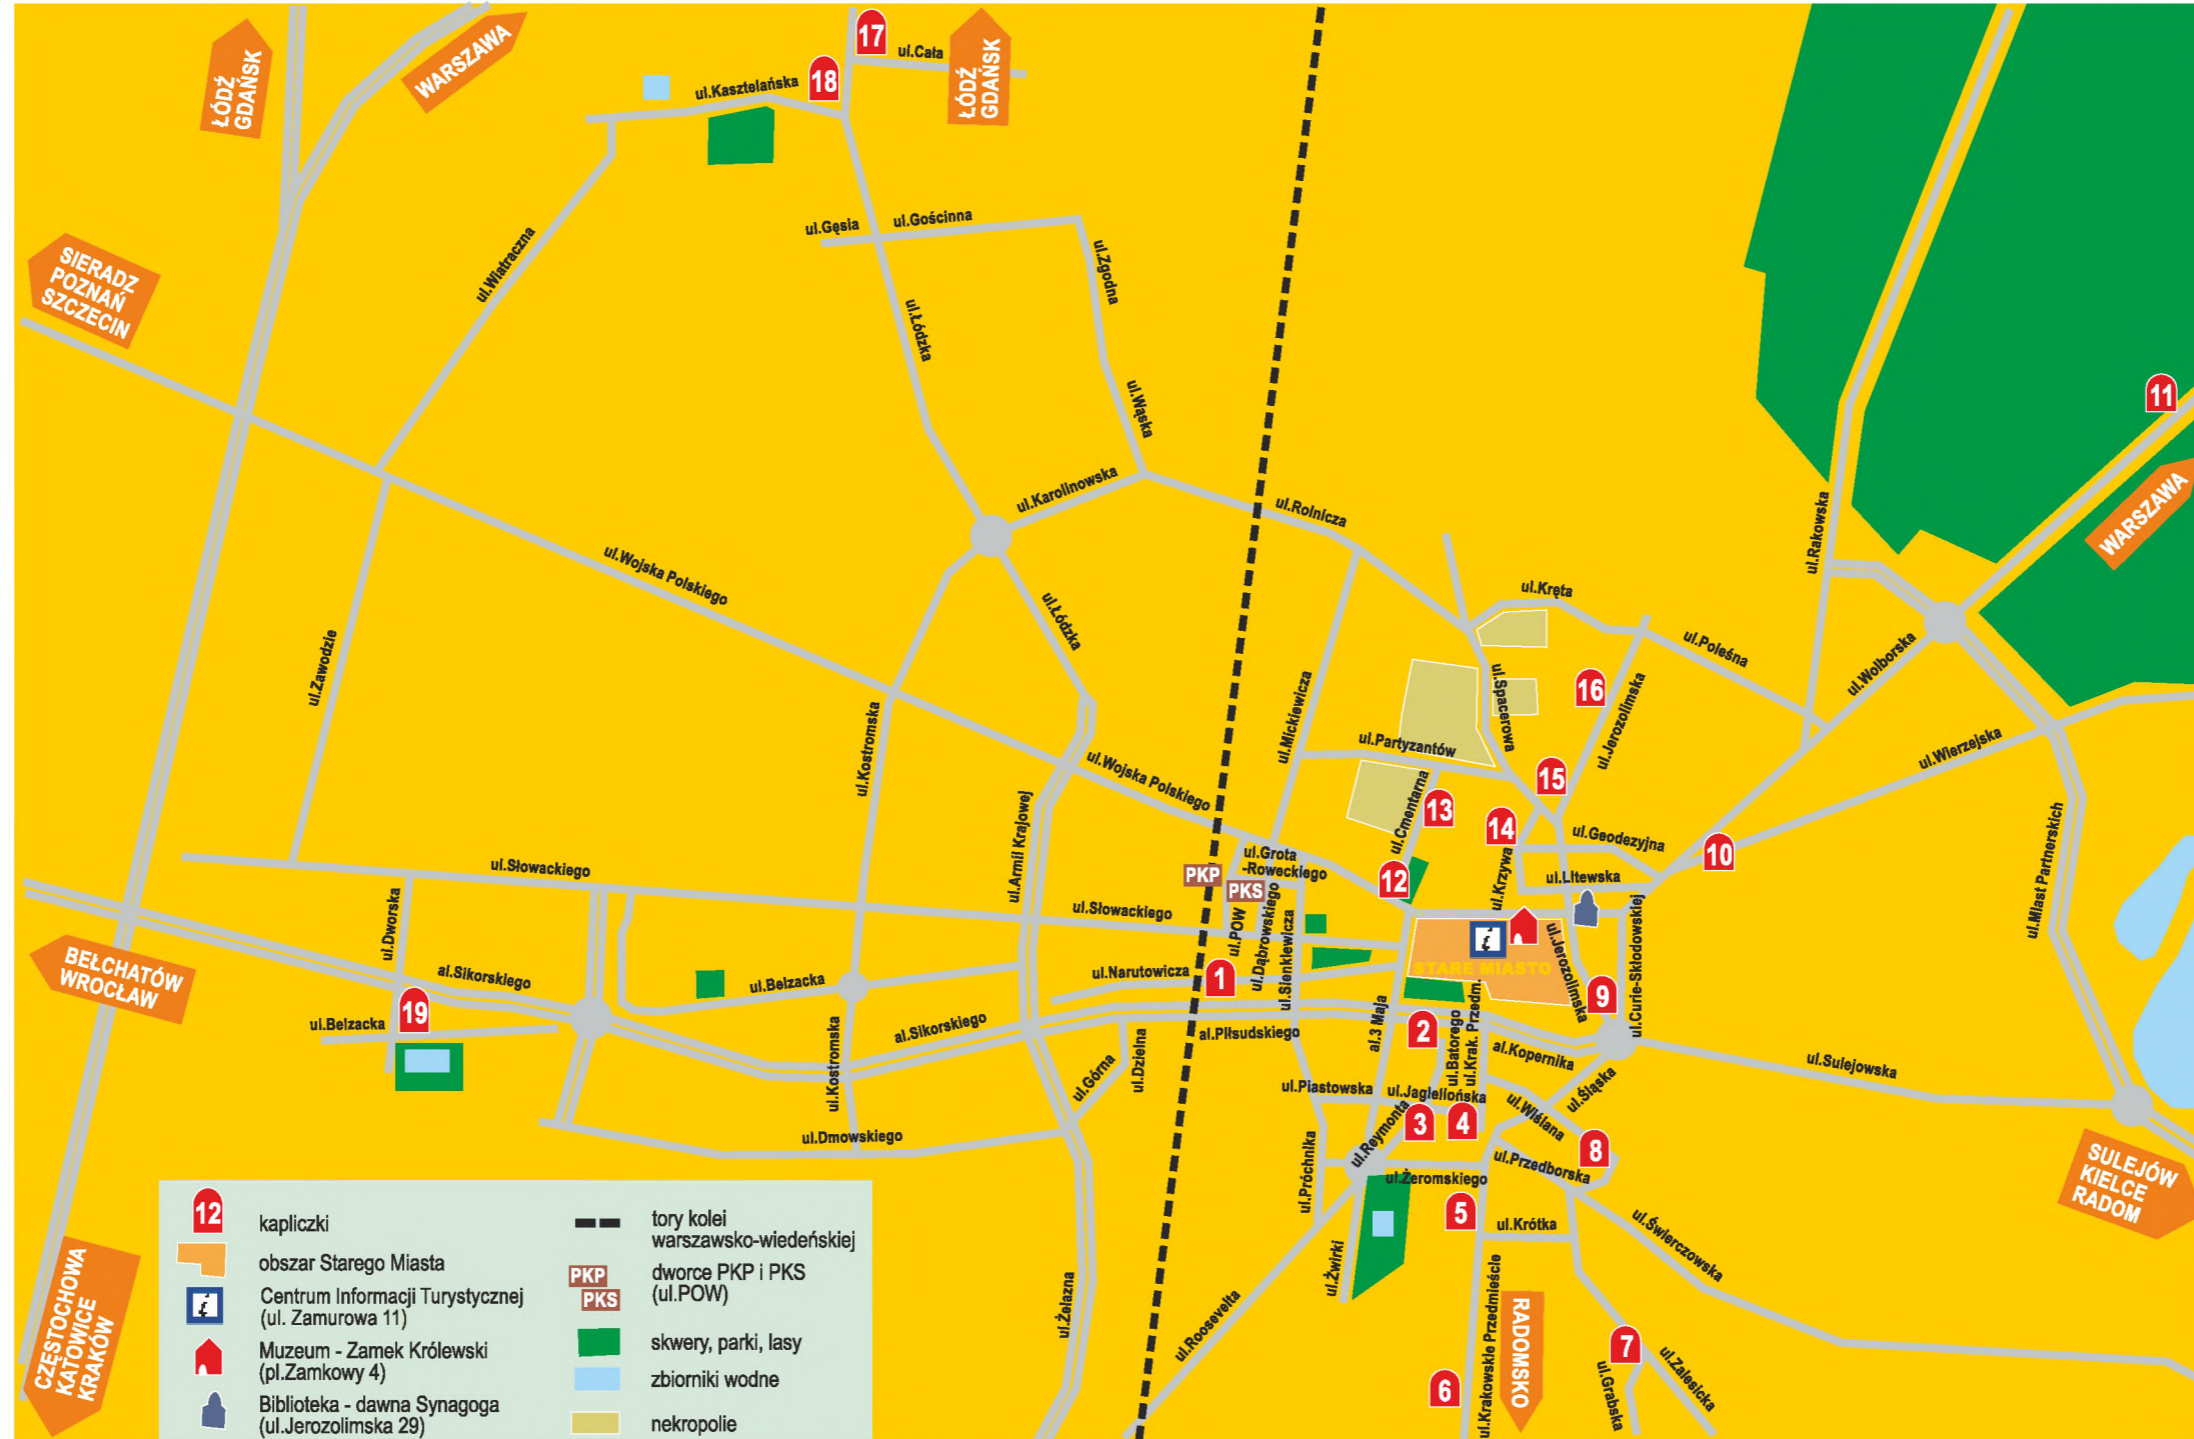 ŁÓDŹ
GDAŃSK
WARSZAWA
17
18
ul.Cała
ŁÓDŹ
GDAŃSK
ul.Kasztelańska
ul.Gęsia
ul.Gościnna
ul.Zgodna
ul.Wiatraczna
SIERADZ
POZNAŃ
SZCZECIN
ul.Łódzka
ul.Wąska
11
WARSZAWA
ul.Karolinowska
ul.Rolnicza
ul.Rakowska
ul.Wojska Polskiego
ul.Łódzka
ul.Kręta
ul.Poleśna
ul.Wolborska
ul.Zawodzie
ul.Kostromska
ul.Mickiewicza
ul.Spacerowa
16
ul.Jerozolimska
ul.Partyzantów
ul.Wierzejska
ul.Wojska Polskiego
15
ul.Armii Krajowej
ul.Cmentarna
13
14
ul.Geodezyjna
10
ul.Miast Partnerskich
ul.Słowackiego
ul.Grota
-Roweckiego
PKP
PKS
12
ul.Krzywa
ul.Litewska
ul.Dworska
ul.Słowackiego
ul.POW
ul.Dąbrowskiego
ul.Sienkiewicza
STARE MIASTO
ul.Jerozolimska
ul.Curie-Skłodowskiej
BEŁCHATÓW
WROCŁAW
al.Sikorskiego
ul.Belzacka
ul.Narutowicza
1
9
19
ul.Belzacka
al.Sikorskiego
al.Piłsudskiego
al.3 Maja
2
ul.Batorego
ul.Krak. Przedm.
al.Kopernika
ul.Sulejowska
ul.Kostromska
ul.Górna
ul.Dzielna
ul.Piastowska
ul.Jagiellońska
ul.Śląska
ul.Wiślana
3
4
8
ul.Reymonta
ul.Dmowskiego
ul.Próchnika
ul.Żeromskiego
ul.Przedborska
SULEJÓW
KIELCE
RADOM
5
ul.Krótka
ul.Świerczowska
ul.Żwirki
ul.Żelazna
ul.Roosevelta
ul.Krakowskie Przedmieście
RADOMSKO
6
7
ul.Grabska
ul.Zalesicka
CZĘSTOCHOWA
KATOWICE
KRAKÓW
12
kapliczki
obszar Starego Miasta
Centrum Informacji Turystycznej
(ul. Zamurowa 11)
Muzeum - Zamek Królewski
(pl.Zamkowy 4)
Biblioteka - dawna Synagoga
(ul.Jerozolimska 29)
tory kolei
warszawsko-wiedeńskiej
PKP
PKS
dworce PKP i PKS
(ul.POW)
skwery, parki, lasy
zbiorniki wodne
nekropolie